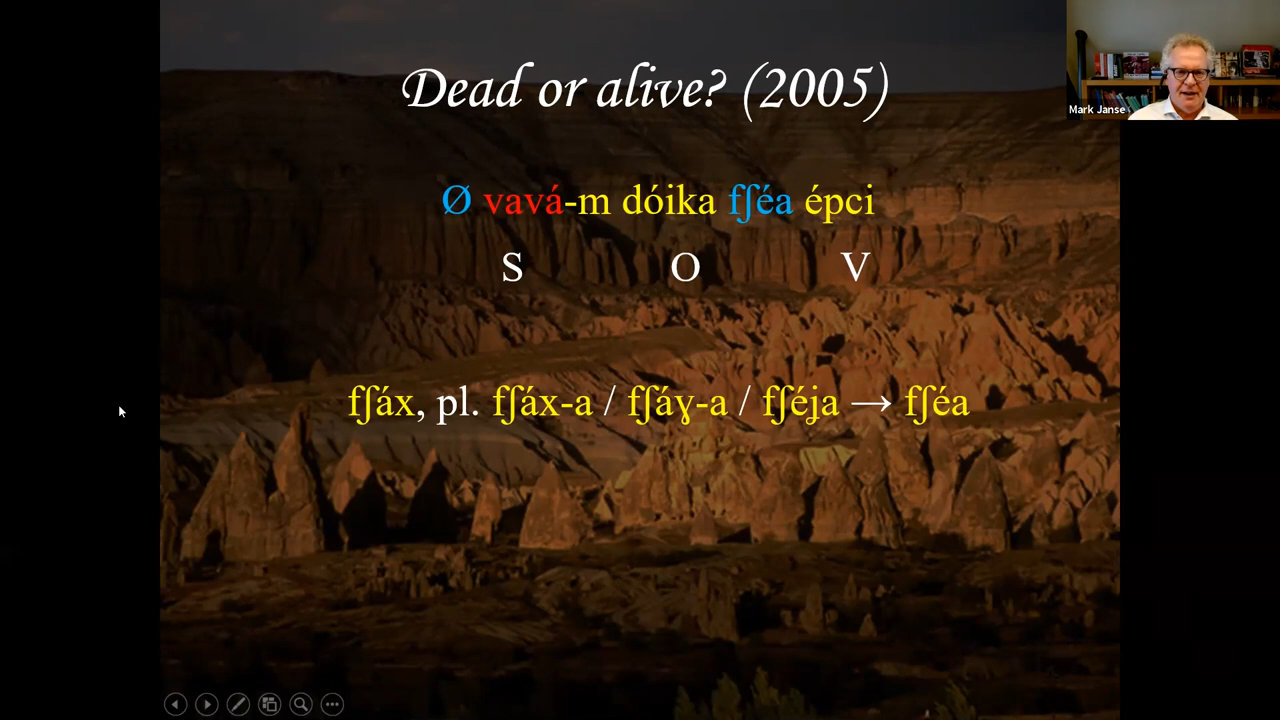 Dead or alive? (2005)
Mark Janse
Ø vavá-m dóika fʃéa épci
S O V
fʃáx, pl. fʃáx-a / fʃáɣ-a / fʃéja → fʃéa